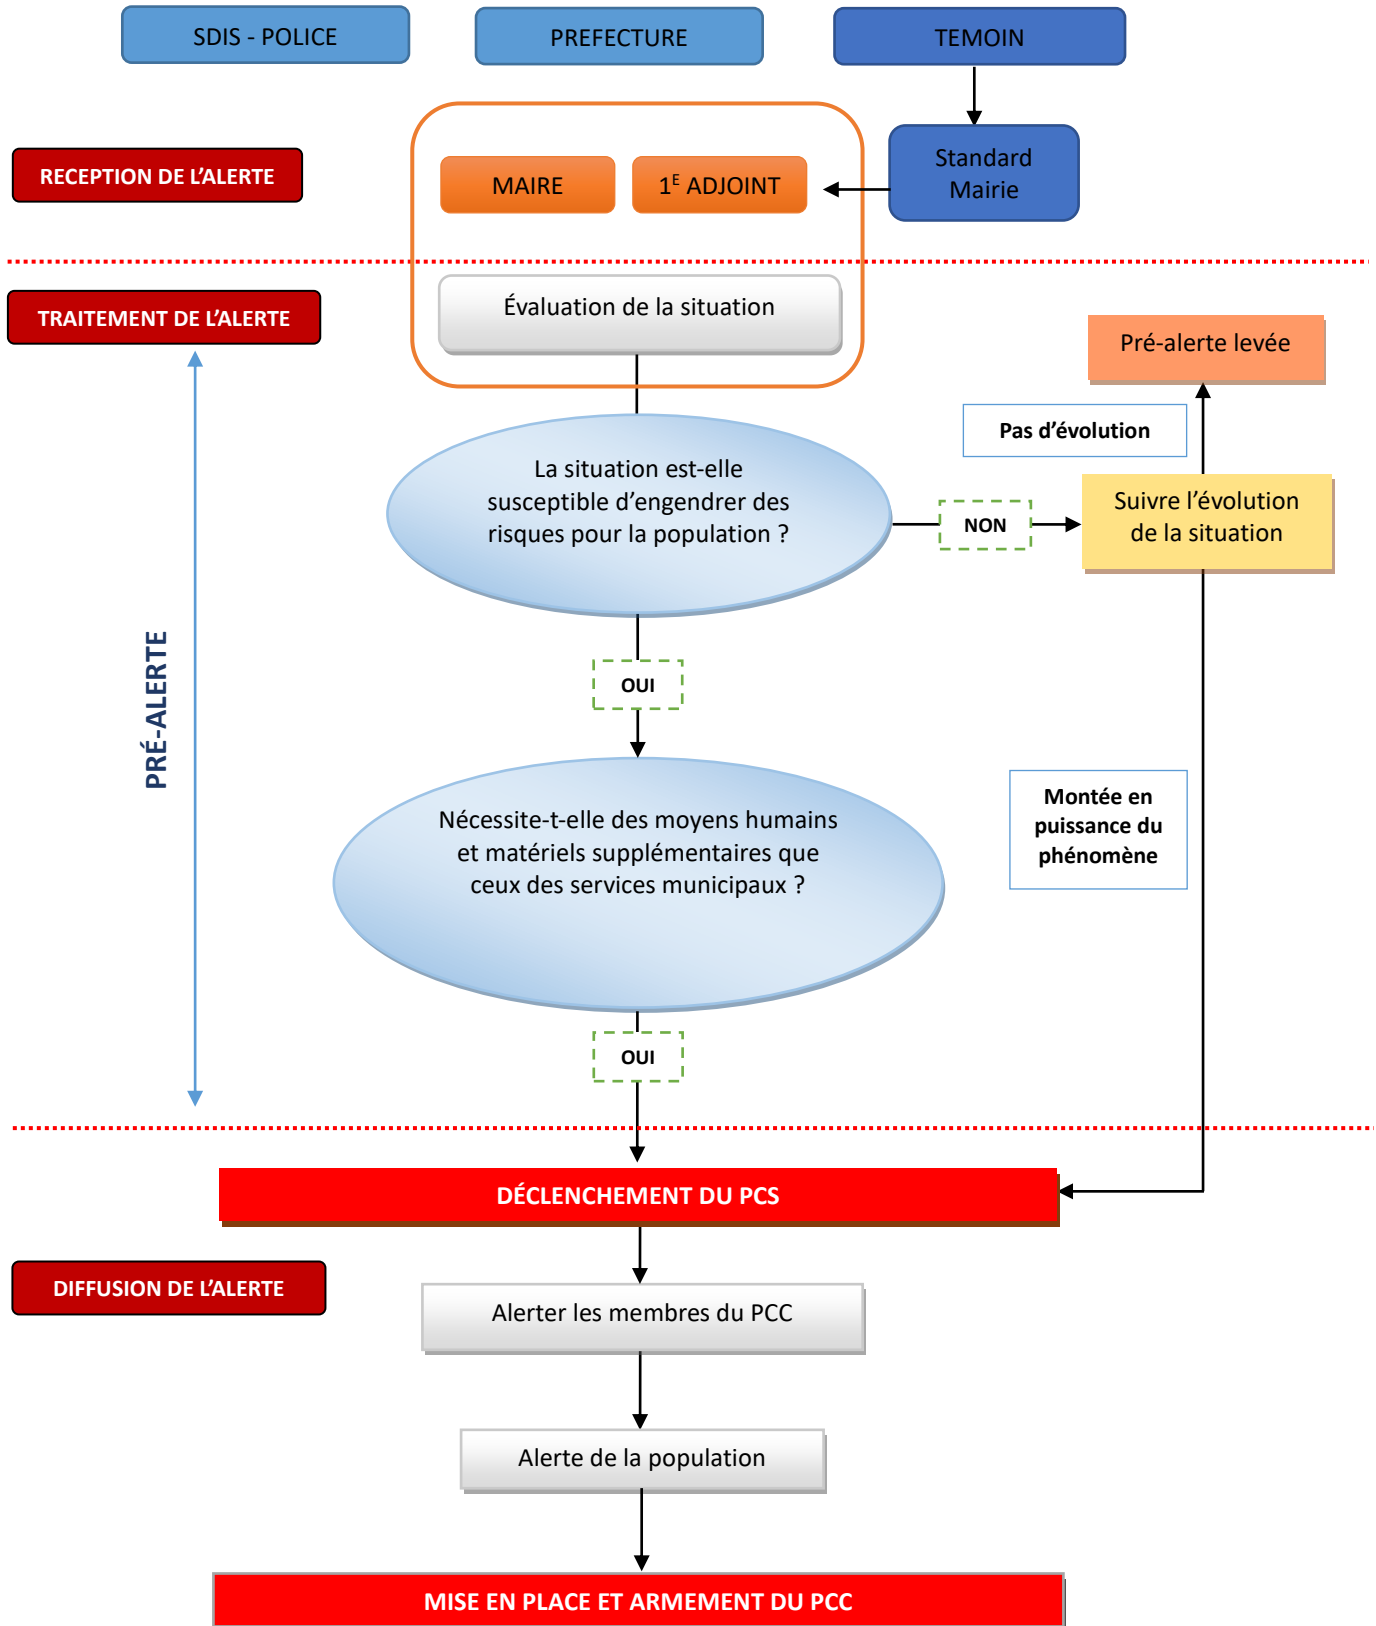 SDIS - POLICE
PREFECTURE
TEMOIN
Standard
Mairie
RECEPTION DE L’ALERTE
MAIRE
1E ADJOINT
TRAITEMENT DE L’ALERTE
Évaluation de la situation
Pré-alerte levée
Pas d’évolution
La situation est-elle
susceptible d’engendrer des
risques pour la population ?
NON
Suivre l’évolution
de la situation
OUI
PRÉ-ALERTE
Nécessite-t-elle des moyens humains
et matériels supplémentaires que
ceux des services municipaux ?
Montée en
puissance du
phénomène
OUI
DÉCLENCHEMENT DU PCS
DIFFUSION DE L’ALERTE
Alerter les membres du PCC
Alerte de la population
MISE EN PLACE ET ARMEMENT DU PCC